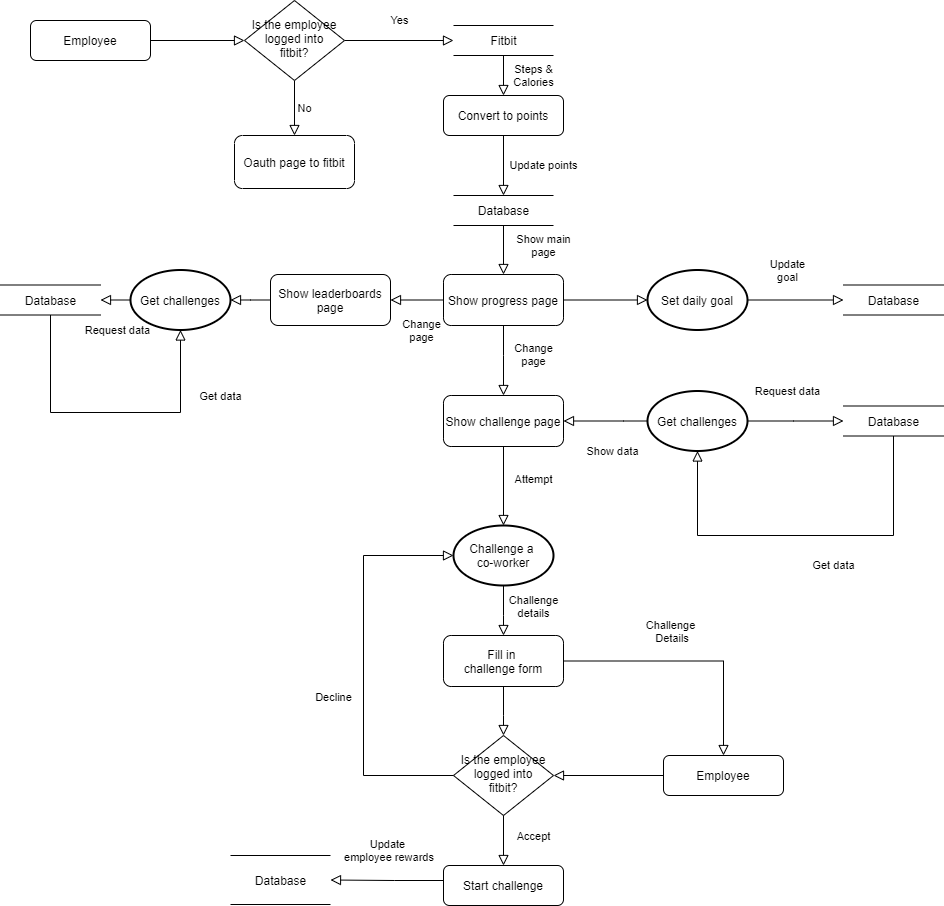 Yes
Is the employee
logged into
fitbit?
Employee
Fitbit
Steps &
Calories
No
Convert to points
Oauth page to fitbit
Update points
Database
Show main
page
Update
goal
Database
Get challenges
Show leaderboards
page
Show progress page
Set daily goal
Database
Request data
Change
page
Change
page
Get data
Request data
Show challenge page
Get challenges
Database
Show data
Attempt
Challenge a
co-worker
Get data
Challenge
details
Challenge
Details
Fill in
challenge form
Decline
Is the employee
logged into
fitbit?
Employee
Accept
Update
employee rewards
Database
Start challenge